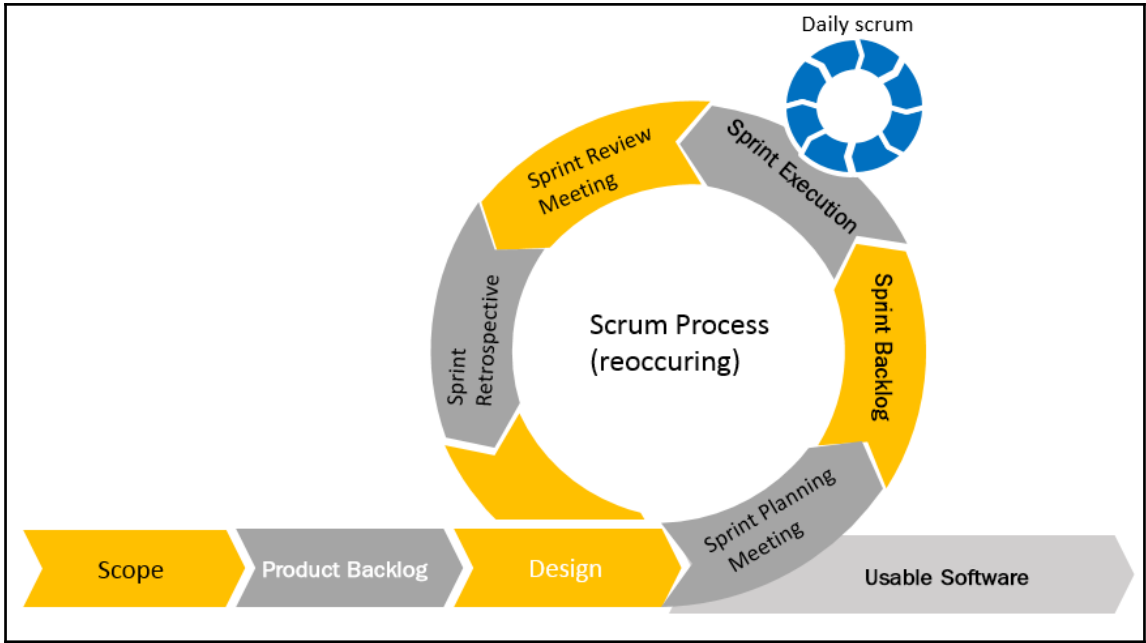 Daily scrum
Sprint Review
Meeting
Sprint Execution
Sprint
Retrospective
Scrum Process
(reoccuring)
Sprint Backlog
Sprint Planning
Meeting
Scope
Product Backlog
Design
Usable Software